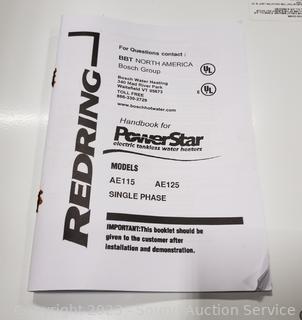 For Questions contact :
BBT NORTH AMERICA
Bosch Group
Bosch Water Heating
340 Mad River Park
Waitsfield VT 05673
TOLL FREE
866-330-2729
www.boschhotwater.com
UL
UL
REDRING
Handbook for
PowerStar
electric tankless water heaters
MODELS
AE115 AE125
SINGLE PHASE
IMPORTANT:This booklet should be
given to the customer after
installation and demonstration.